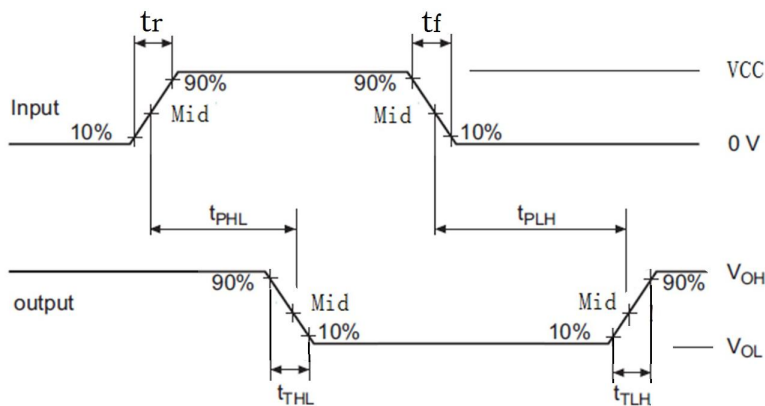 tr tf
90% 90% VCC
Input Mid Mid
10% 10% 0 V
tPHL tPLH
90% 90% VOH
output Mid Mid
10% 10% VOL
tTHL tTLH